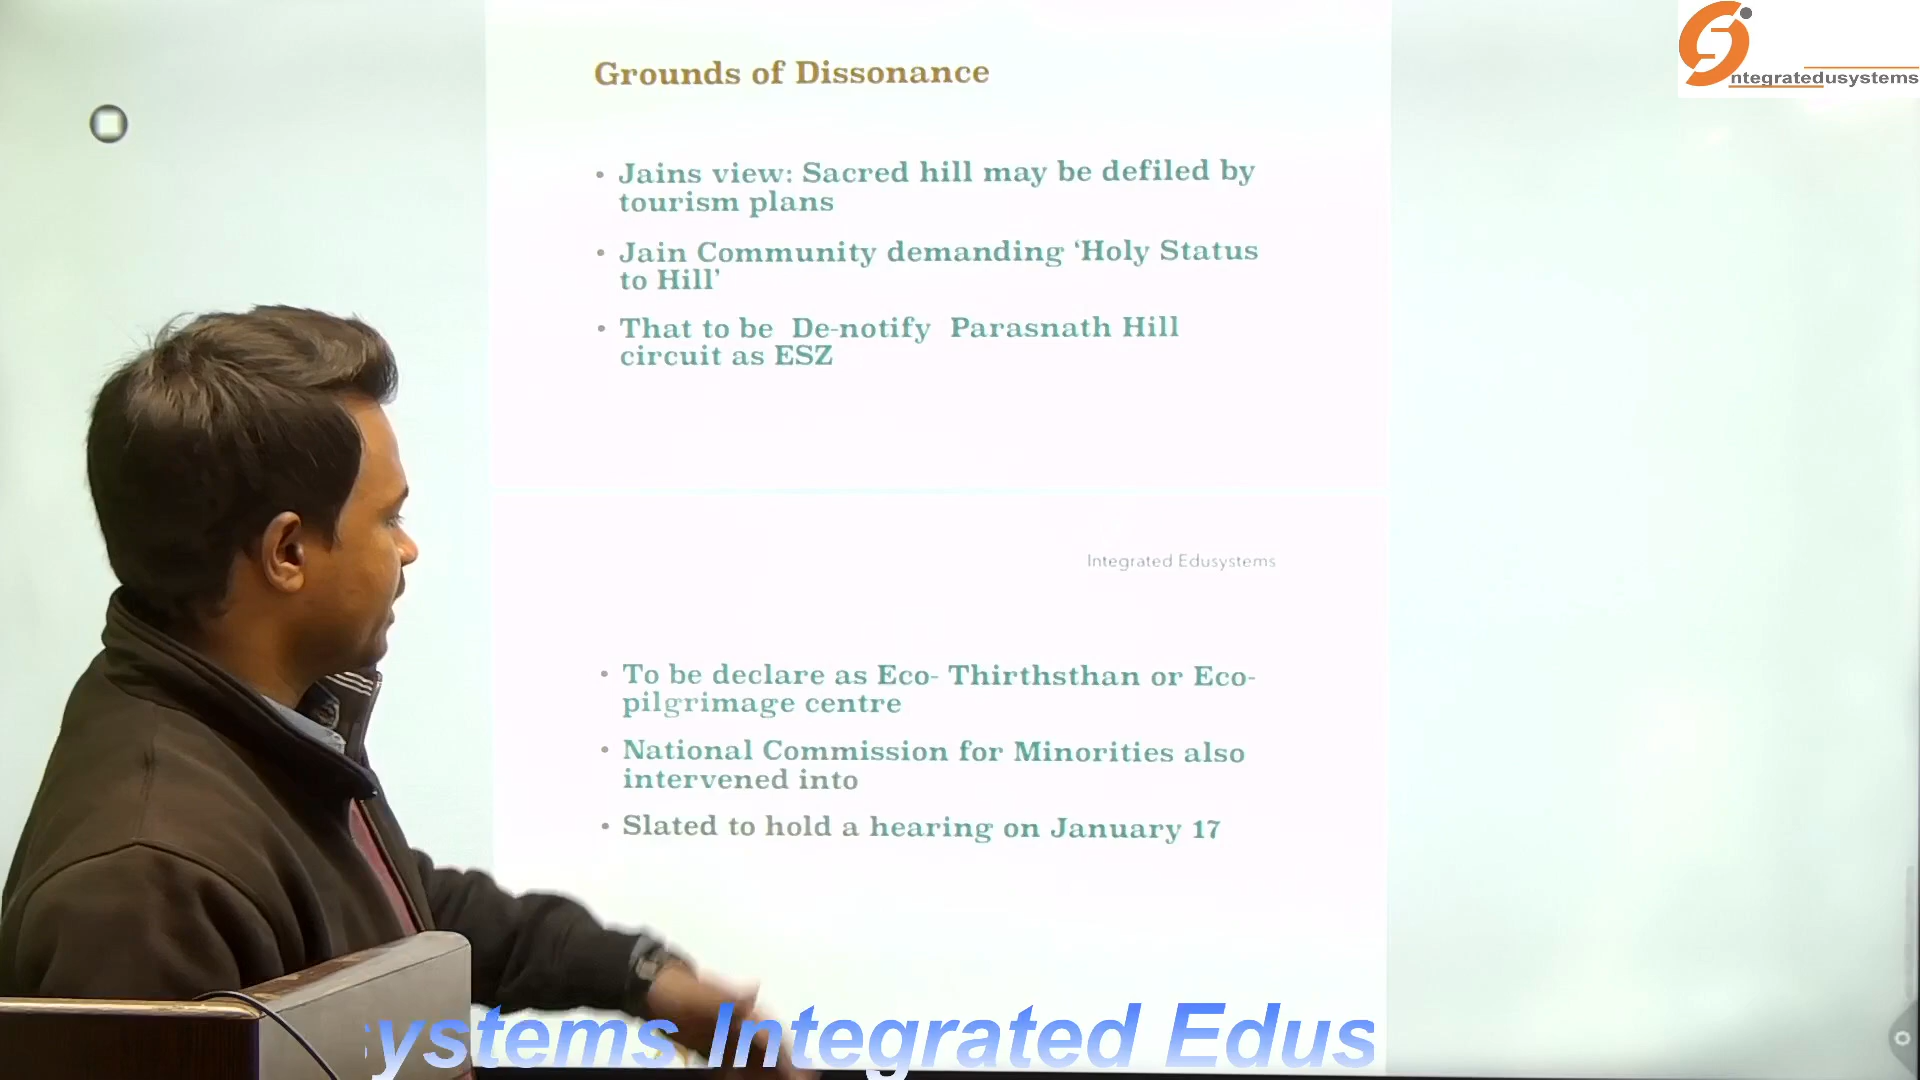 Grounds of Dissonance
ntegratedusystems
• Jains view: Sacred hill may be defiled by
tourism plans
• Jain Community demanding ‘Holy Status
to Hill’
• That to be De-notify Parasnath Hill
circuit as ESZ
Integrated Edusystems
• To be declare as Eco- Thirthsthan or Eco-
pilgrimage centre
• National Commission for Minorities also
intervened into
• Slated to hold a hearing on January 17
systems Integrated Edus